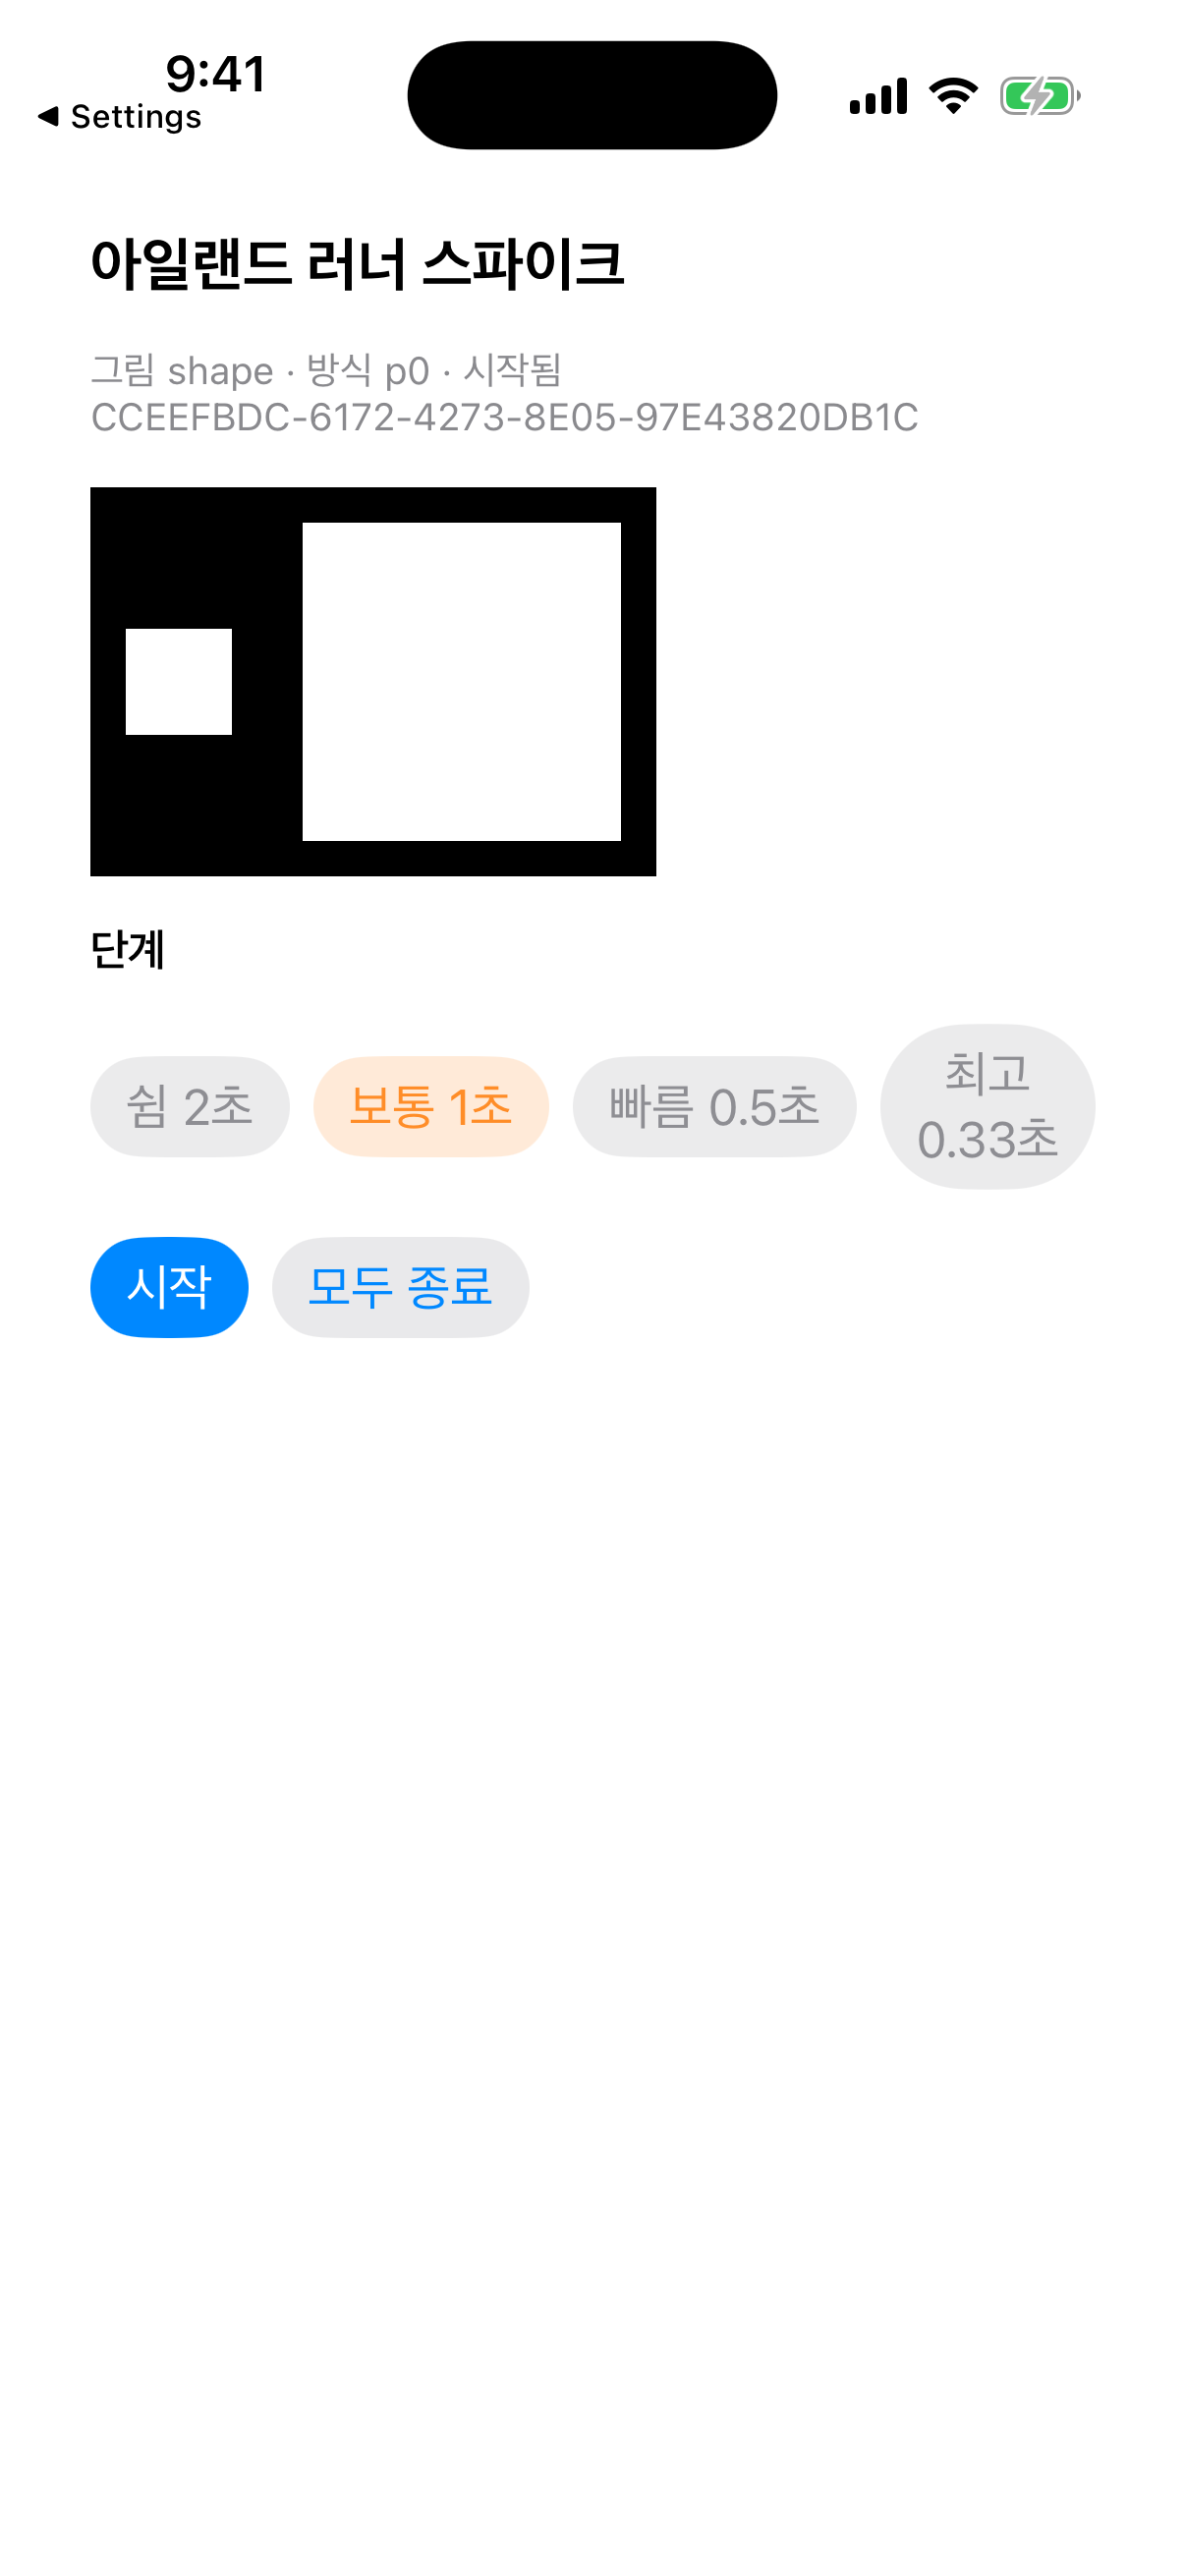 9:41
◀ Settings
아일랜드 러너 스파이크
그림 shape · 방식 p0 · 시작됨
CCEEFBDC-6172-4273-8E05-97E43820DB1C
단계
쉼 2초
보통 1초
빠름 0.5초
최고
0.33초
시작
모두 종료